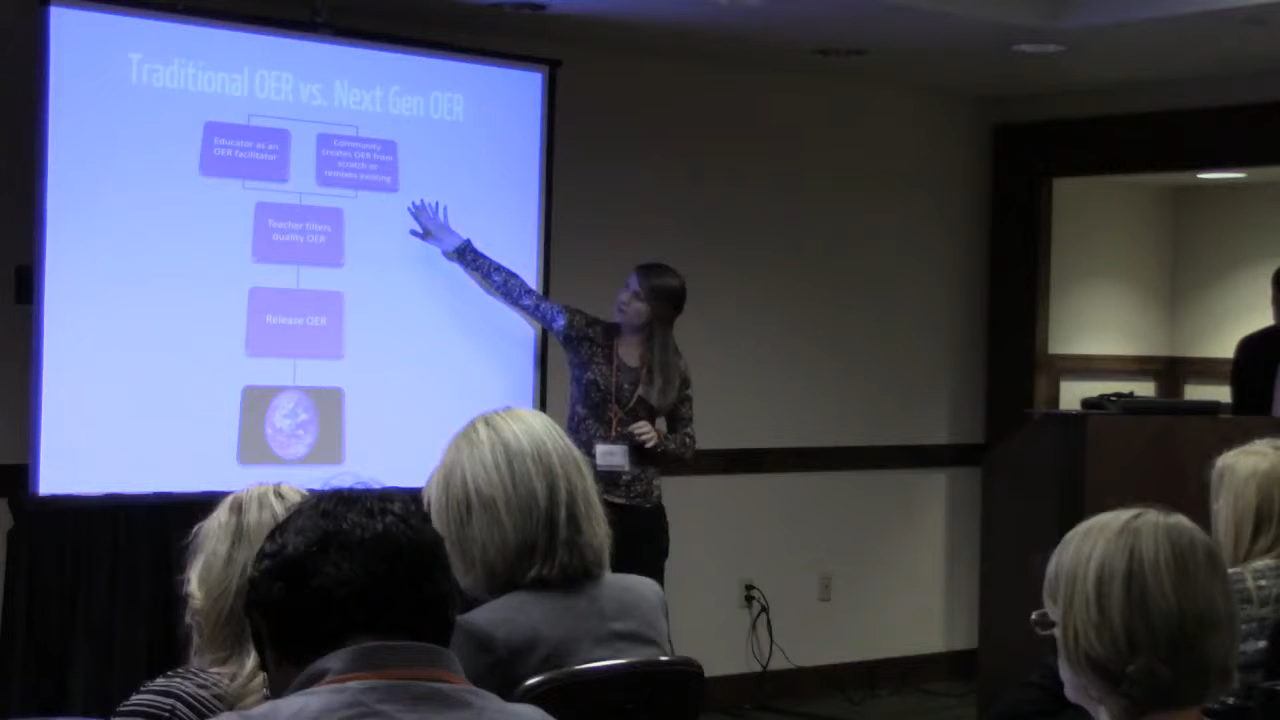 Traditional OER vs. Next Gen OER
Educator as an
OER facilitator
Community
creates OER from
scratch or
remixes existing
Teacher filters
quality OER
Release OER